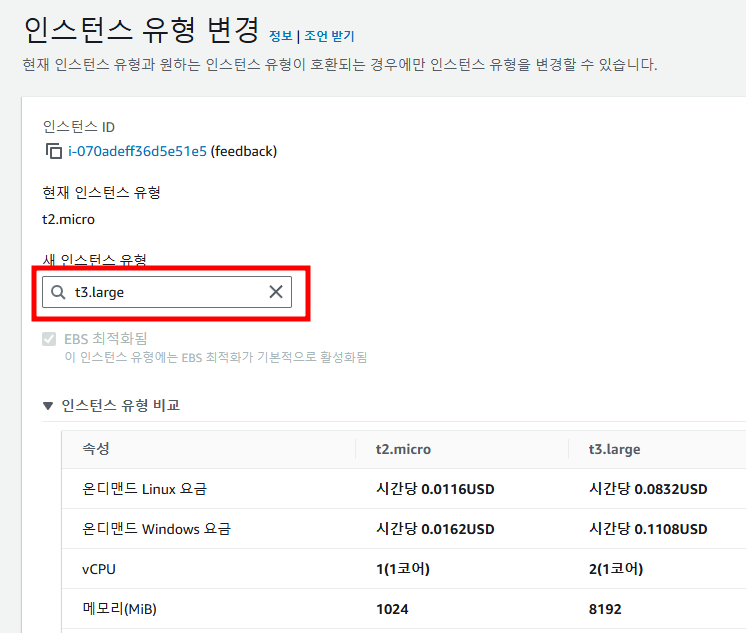 인스턴스 유형 변경 정보 | 조언 받기
현재 인스턴스 유형과 원하는 인스턴스 유형이 호환되는 경우에만 인스턴스 유형을 변경할 수 있습니다.
인스턴스 ID
i-070adeff36d5e51e5 (feedback)
현재 인스턴스 유형
t2.micro
새 인스턴스 유형
t3.large
EBS 최적화됨
이 인스턴스 유형에는 EBS 최적화가 기본적으로 활성화됨
▼ 인스턴스 유형 비교
속성 t2.micro t3.large
온디맨드 Linux 요금 시간당 0.0116USD 시간당 0.0832USD
온디맨드 Windows 요금 시간당 0.0162USD 시간당 0.1108USD
vCPU 1(1코어) 2(1코어)
메모리(MiB) 1024 8192